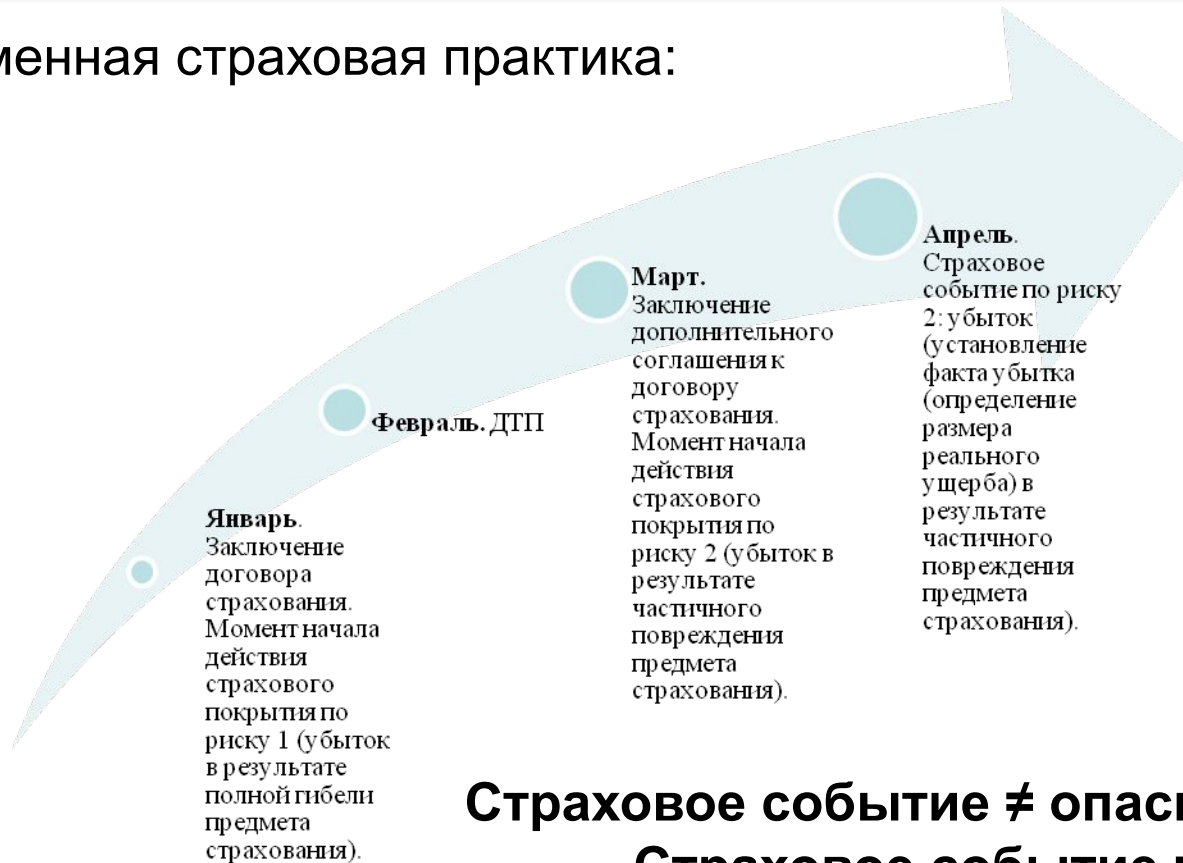 менная страховая практика:
Январь.
Заключение
договора
страхования.
Момент начала
действия
страхового
покрытия по
риску 1 (убыток
в результате
полной гибели
предмета
страхования).
Февраль. ДТП
Март.
Заключение
дополнительного
соглашения к
договору
страхования.
Момент начала
действия
страхового
покрытия по
риску 2 (убыток в
результате
частичного
повреждения
предмета
страхования).
Апрель.
Страховое
событие по риску
2: убыток
(установление
факта убытка
(определение
размера
реального
ущерба) в
результате
частичного
повреждения
предмета
страхования).
Страховое событие ≠ опас
Страховое событие